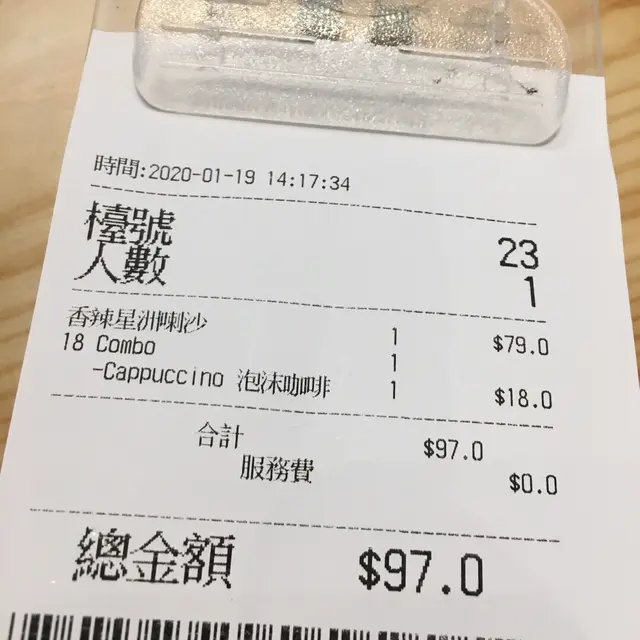 時間:2020-01-19 14:17:34
檯號 23
人數 1
香辣星洲喇沙 1 $79.0
18 Combo 1
-Cappuccino 泡沫咖啡 1 $18.0
合計 $97.0
服務費 $0.0
總金額 $97.0